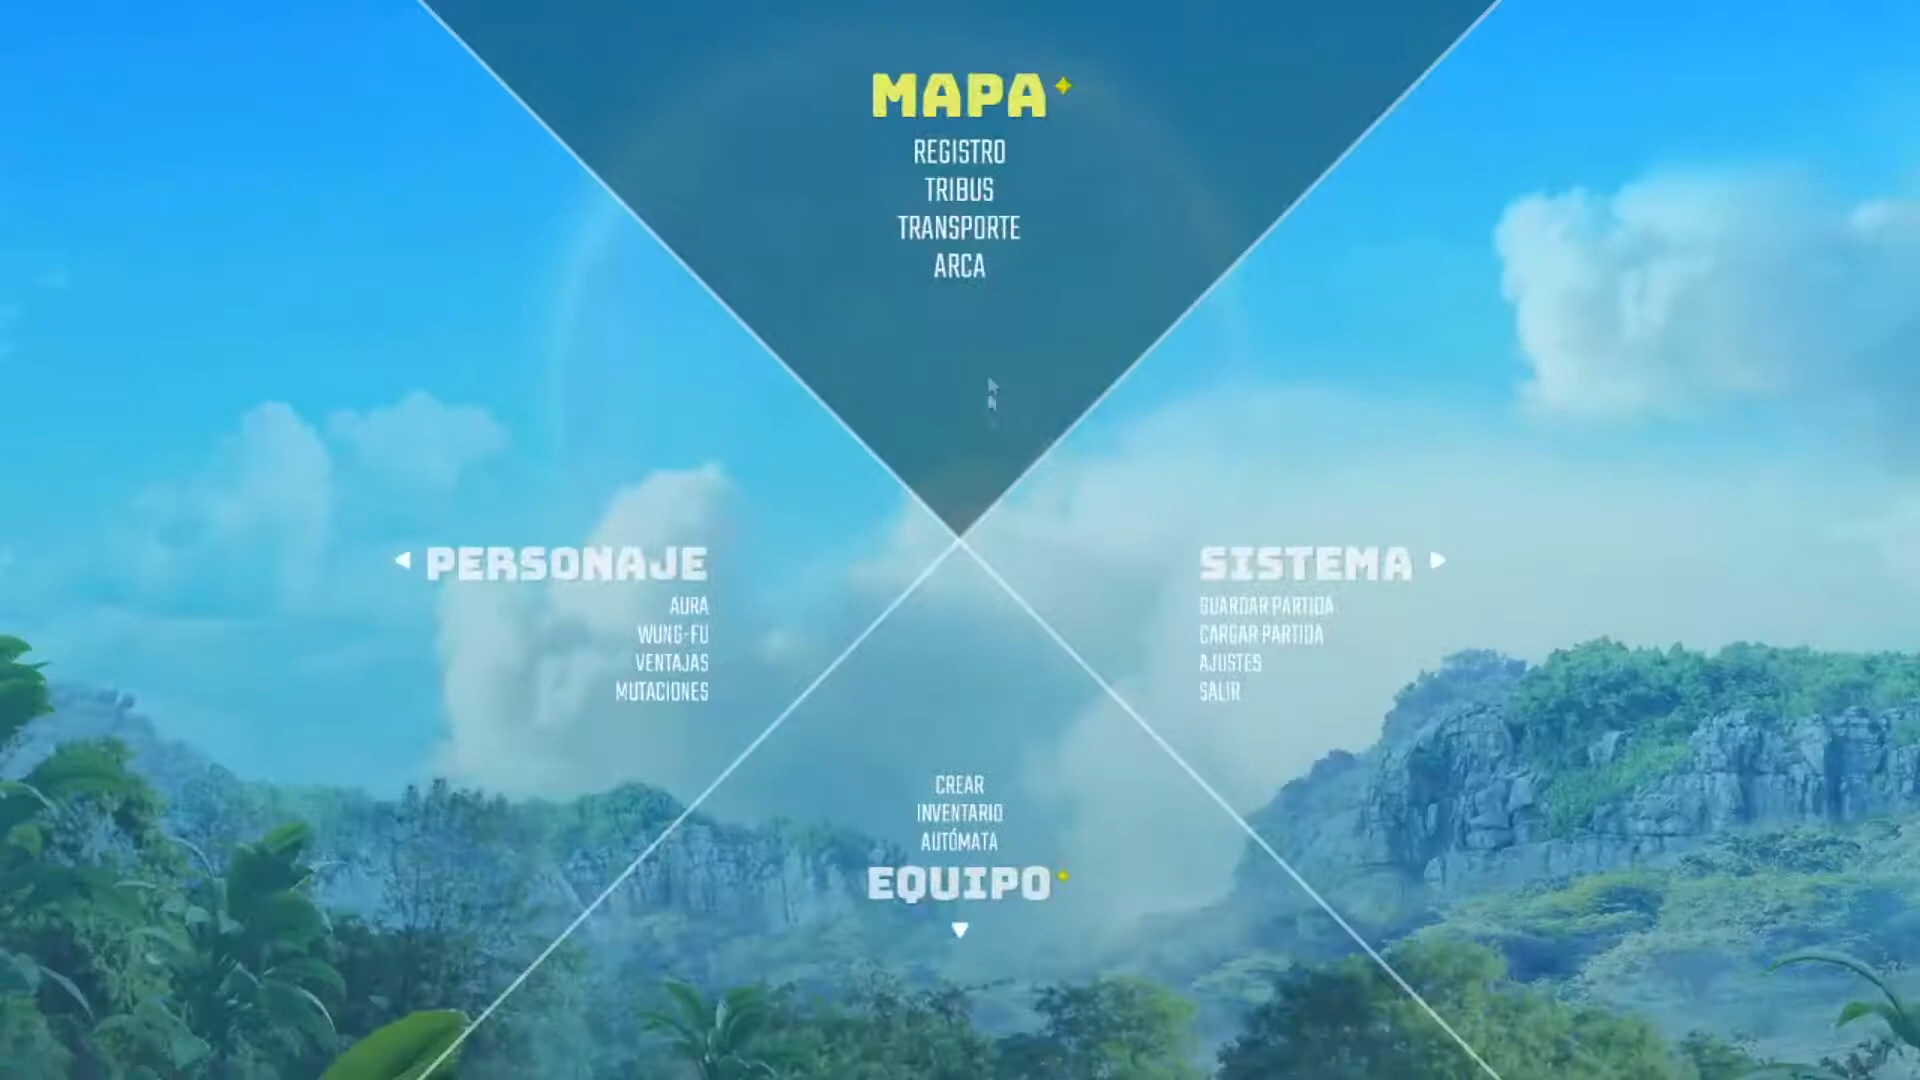 MAPA
REGISTRO
TRIBUS
TRANSPORTE
ARCA
PERSONAJE
AURA
WUNG-FU
VENTAJAS
MUTACIONES
SISTEMA
GUARDAR PARTIDA
CARGAR PARTIDA
AJUSTES
SALIR
CREAR
INVENTARIO
AUTÓMATA
EQUIPO